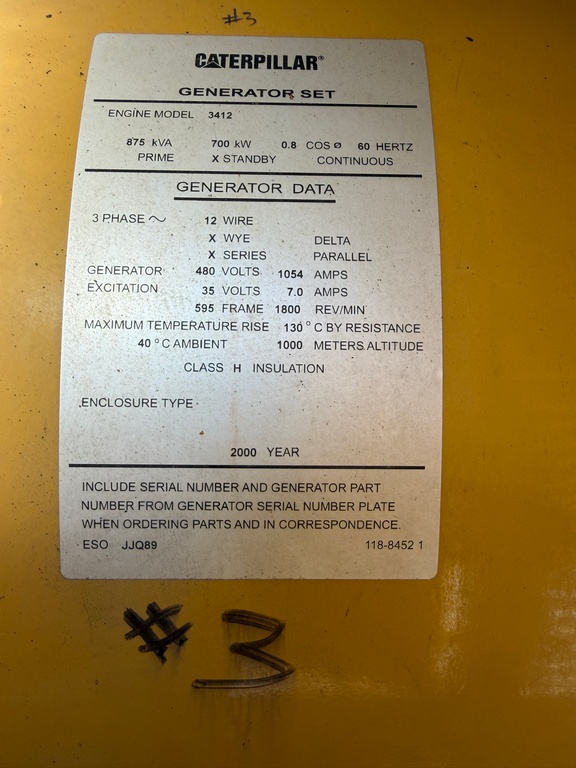 #3
CATERPILLAR®
GENERATOR SET
ENGINE MODEL 3412
875 kVA 700 kW 0.8 COS Ø 60 HERTZ
PRIME X STANDBY CONTINUOUS
GENERATOR DATA
3 PHASE ~ 12 WIRE
X WYE DELTA
X SERIES PARALLEL
GENERATOR 480 VOLTS 1054 AMPS
EXCITATION 35 VOLTS 7.0 AMPS
595 FRAME 1800 REV/MIN
MAXIMUM TEMPERATURE RISE 130 °C BY RESISTANCE
40 °C AMBIENT 1000 METERS ALTITUDE
CLASS H INSULATION
ENCLOSURE TYPE
2000 YEAR
INCLUDE SERIAL NUMBER AND GENERATOR PART
NUMBER FROM GENERATOR SERIAL NUMBER PLATE
WHEN ORDERING PARTS AND IN CORRESPONDENCE.
ESO JJQ89 118-8452 1
#3